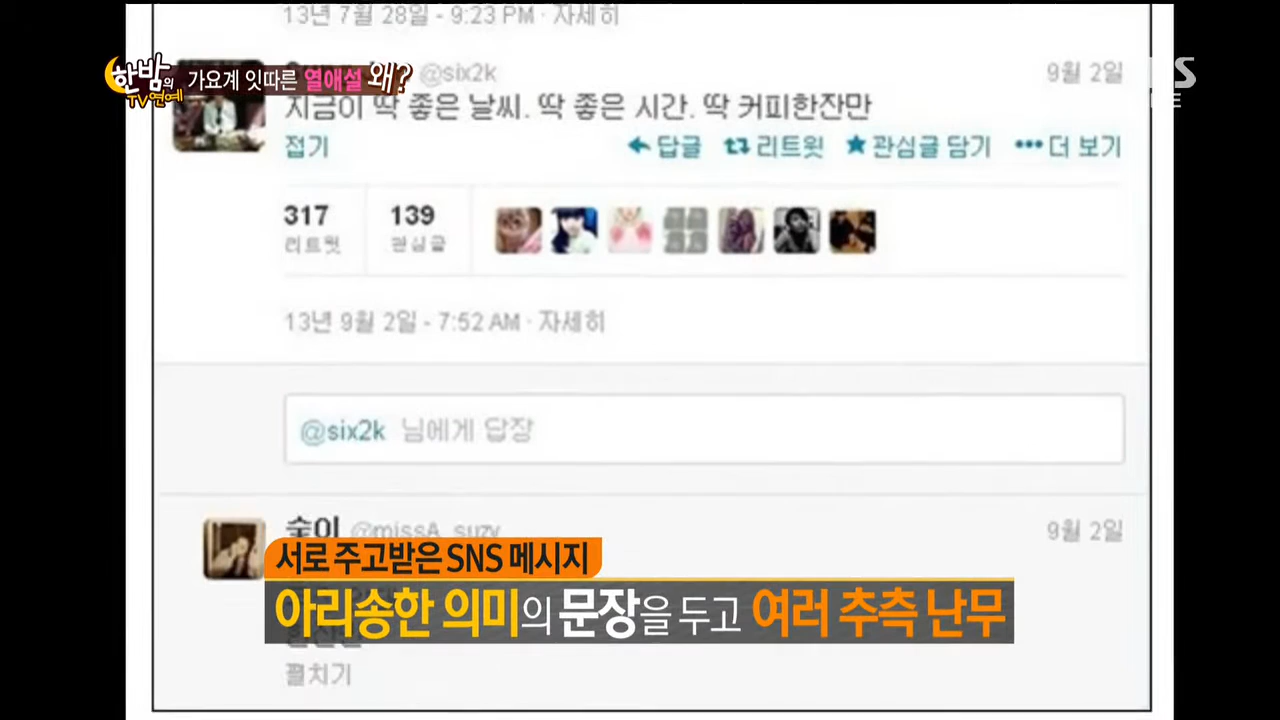 13년 7월 28일 - 9:23 PM · 자세히
한밤의 TV연예
가요계 잇따른 열애설 왜?
@six2k 9월 2일
지금이 딱 좋은 날씨. 딱 좋은 시간. 딱 커피한잔만
접기 답글 리트윗 관심글 담기 더 보기
317 139
리트윗 관심글
13년 9월 2일 - 7:52 AM · 자세히
@six2k 님에게 답장
숯이 @missA_suzy 9월 2일
서로 주고받은 SNS 메시지
아리송한 의미의 문장을 두고 여러 추측 난무
펼치기